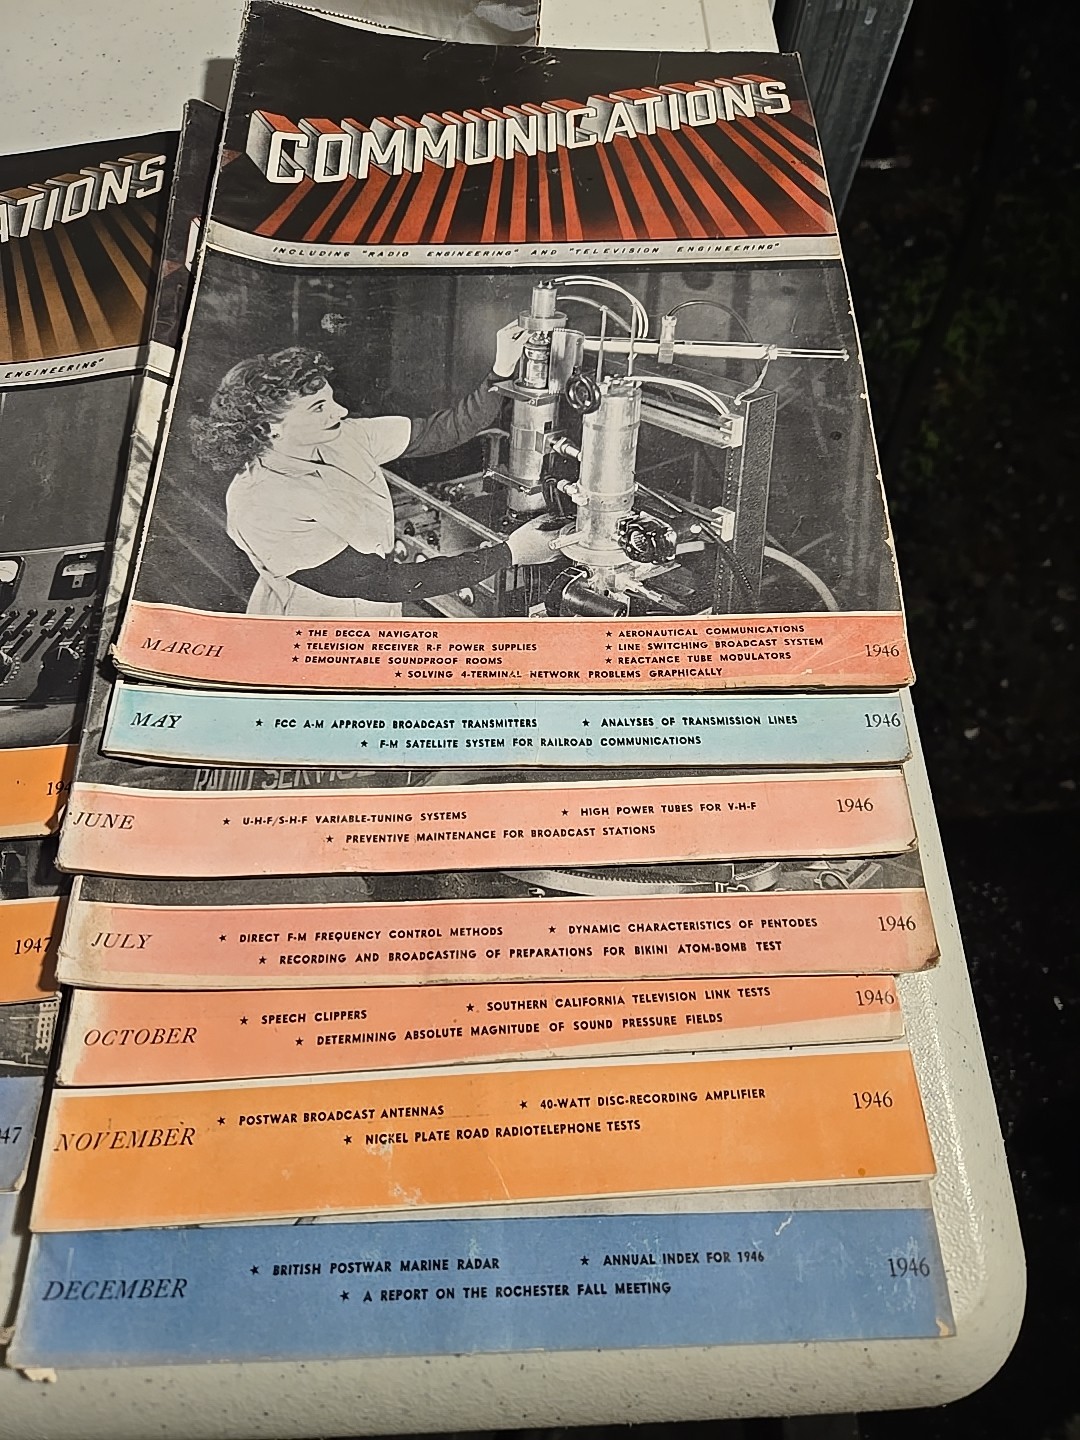 COMMUNICATIONS
INCLUDING "RADIO ENGINEERING" AND "TELEVISION ENGINEERING"
MARCH
★ THE DECCA NAVIGATOR
★ TELEVISION RECEIVER R-F POWER SUPPLIES
★ DEMOUNTABLE SOUNDPROOF ROOMS
★ AERONAUTICAL COMMUNICATIONS
★ LINE SWITCHING BROADCAST SYSTEM
★ REACTANCE TUBE MODULATORS
★ SOLVING 4-TERMINAL NETWORK PROBLEMS GRAPHICALLY
1946
MAY ★ FCC A-M APPROVED BROADCAST TRANSMITTERS ★ ANALYSES OF TRANSMISSION LINES 1946
★ F-M SATELLITE SYSTEM FOR RAILROAD COMMUNICATIONS
RADIO SERVICE
JUNE ★ U-H-F/S-H-F VARIABLE-TUNING SYSTEMS ★ HIGH POWER TUBES FOR V-H-F 1946
★ PREVENTIVE MAINTENANCE FOR BROADCAST STATIONS
JULY ★ DIRECT F-M FREQUENCY CONTROL METHODS ★ DYNAMIC CHARACTERISTICS OF PENTODES 1946
★ RECORDING AND BROADCASTING OF PREPARATIONS FOR BIKINI ATOM-BOMB TEST
OCTOBER ★ SPEECH CLIPPERS ★ SOUTHERN CALIFORNIA TELEVISION LINK TESTS 1946
★ DETERMINING ABSOLUTE MAGNITUDE OF SOUND PRESSURE FIELDS
NOVEMBER ★ POSTWAR BROADCAST ANTENNAS ★ 40-WATT DISC-RECORDING AMPLIFIER 1946
★ NICKEL PLATE ROAD RADIOTELEPHONE TESTS
DECEMBER ★ BRITISH POSTWAR MARINE RADAR ★ ANNUAL INDEX FOR 1946 1946
★ A REPORT ON THE ROCHESTER FALL MEETING
ATIONS
ENGINEERING"
194
1947
47